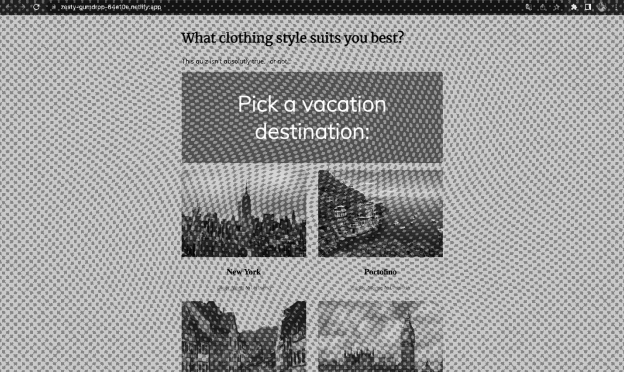 zesty-gumdrop-64e10e.netlify.app
What clothing style suits you best?
This quiz isn't absolutly true... or not...
Pick a vacation
destination:
New York
Portofino